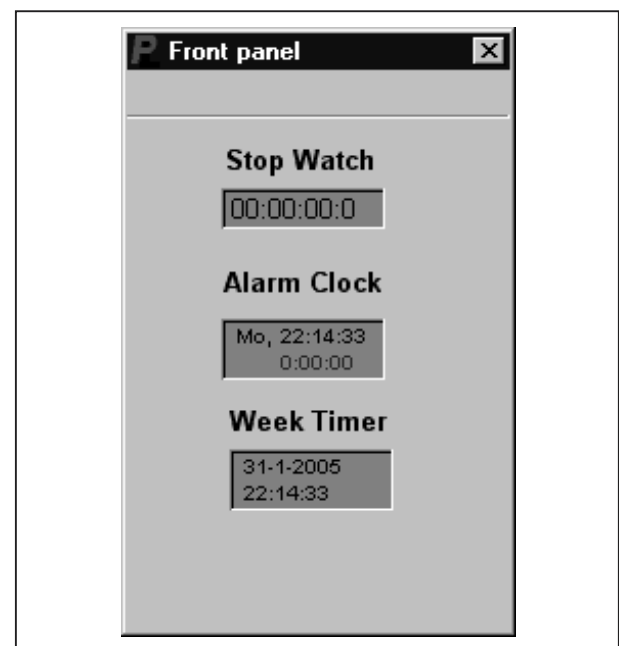 Front panel
Stop Watch
00:00:00:0
Alarm Clock
Mo, 22:14:33
0:00:00
Week Timer
31-1-2005
22:14:33